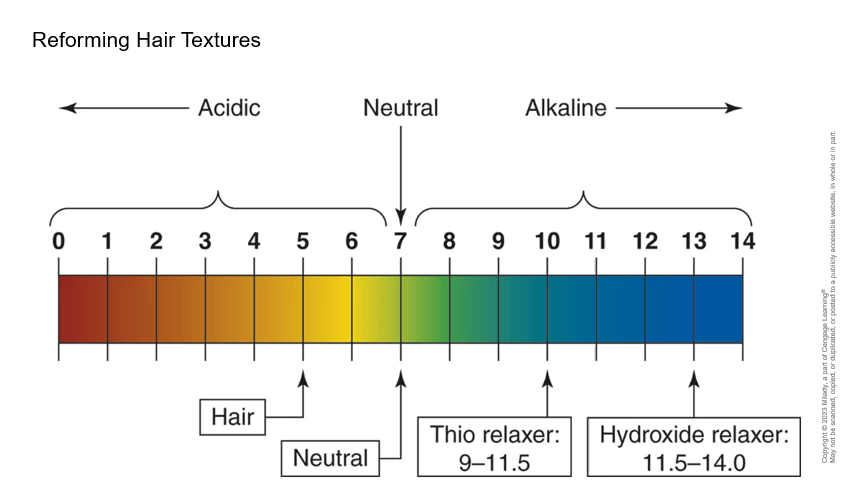 Reforming Hair Textures
Acidic
Neutral
Alkaline
0 1 2 3 4 5 6 7 8 9 10 11 12 13 14
Hair
Neutral
Thio relaxer:
9–11.5
Hydroxide relaxer:
11.5–14.0
Copyright © 2023 Milady, a part of Cengage Learning®
May not be scanned, copied, or duplicated, or posted to a publicly accessible website, in whole or in part.